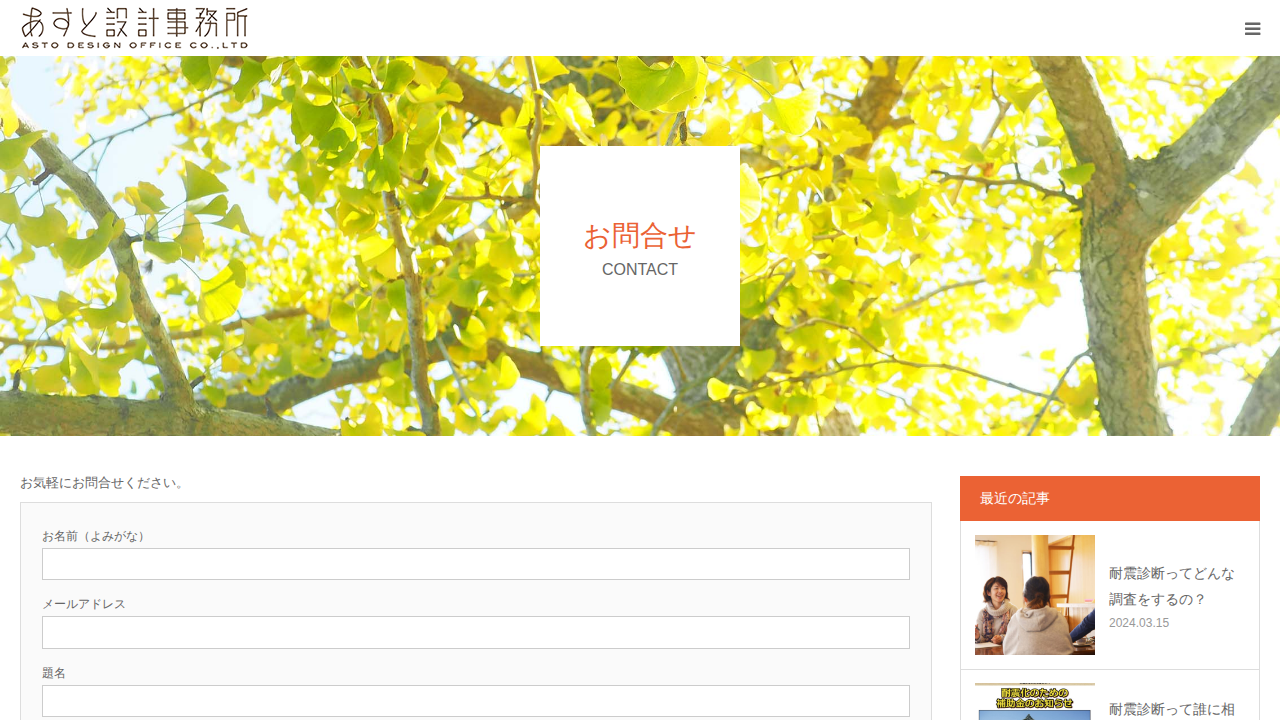 あすと設計事務所
ASTO DESIGN OFFICE CO.,LTD
お問合せ
CONTACT
お気軽にお問合せください。
お名前（よみがな）
メールアドレス
題名
最近の記事
耐震診断ってどんな
調査をするの？
2024.03.15
耐震化のための
補助金のお知らせ
耐震診断って誰に相